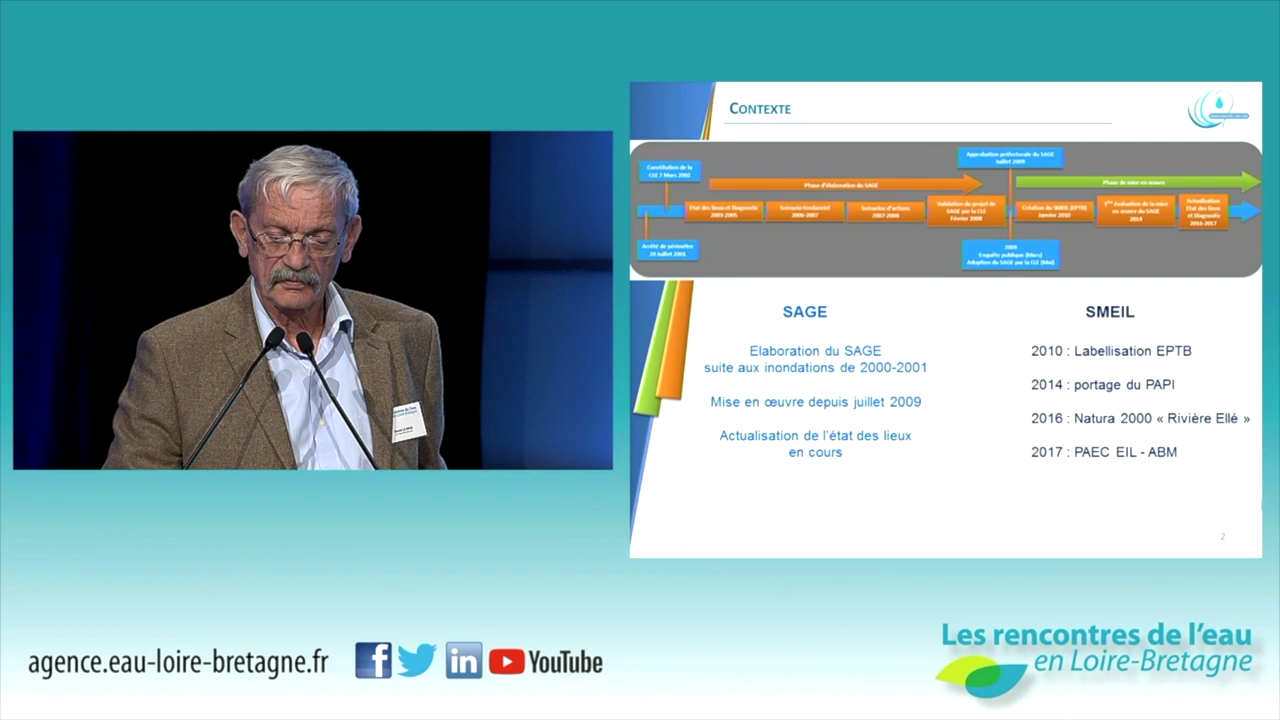 CONTEXTE
Constitution de la
CLE 7 Mars 2002
Approbation préfectorale du SAGE
Juillet 2009
Phase d'élaboration du SAGE
Phase de mise en œuvre
Etat des lieux et Diagnostic
2003-2005
Scénario tendanciel
2006-2007
Scénarios d'actions
2007-2008
Validation du projet de
SAGE par la CLE
Février 2008
Création du SMEIL (EPTB)
Janvier 2010
1ère évaluation de la mise
en œuvre du SAGE
2014
Actualisation
Etat des lieux
et Diagnostic
2016-2017
Arrêté de périmètre
20 Juillet 2001
2009
Enquête publique (Mars)
Adoption du SAGE par la CLE (Mai)
SAGE
Elaboration du SAGE
suite aux inondations de 2000-2001
Mise en œuvre depuis juillet 2009
Actualisation de l'état des lieux
en cours
SMEIL
2010 : Labellisation EPTB
2014 : portage du PAPI
2016 : Natura 2000 « Rivière Ellé »
2017 : PAEC EIL - ABM
2
agence.eau-loire-bretagne.fr
f
in
YouTube
Les rencontres de l'eau
en Loire-Bretagne